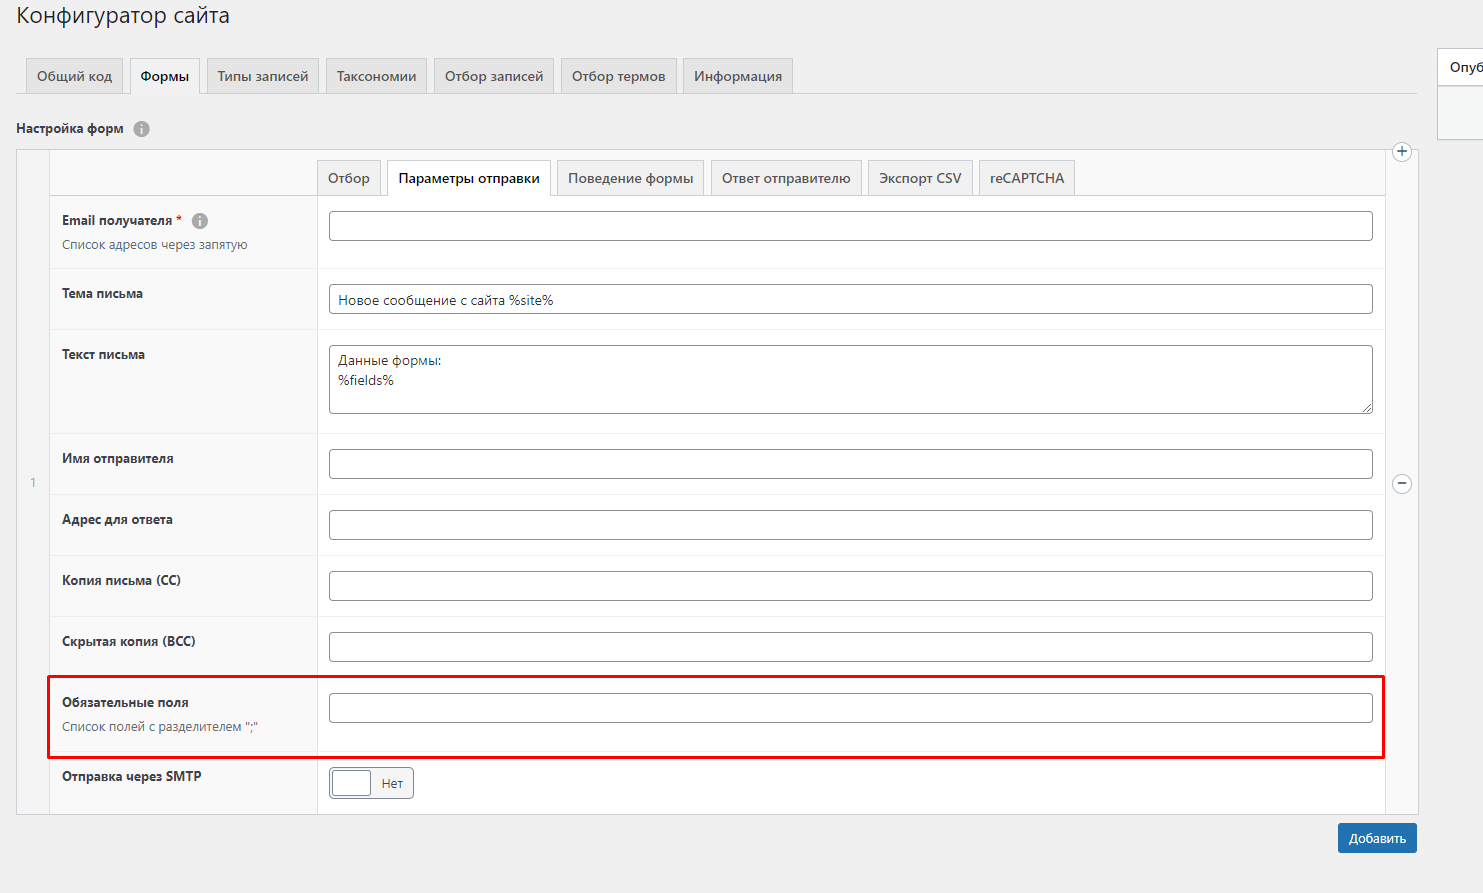 Конфигуратор сайта
Общий код
Формы
Типы записей
Таксономии
Отбор записей
Отбор термов
Информация
Опуб
Настройка форм
Отбор
Параметры отправки
Поведение формы
Ответ отправителю
Экспорт CSV
reCAPTCHA
Email получателя *
Список адресов через запятую
Тема письма
Новое сообщение с сайта %site%
Текст письма
Данные формы:
%fields%
Имя отправителя
1
Адрес для ответа
Копия письма (CC)
Скрытая копия (BCC)
Обязательные поля
Список полей с разделителем ";"
Отправка через SMTP
Нет
Добавить